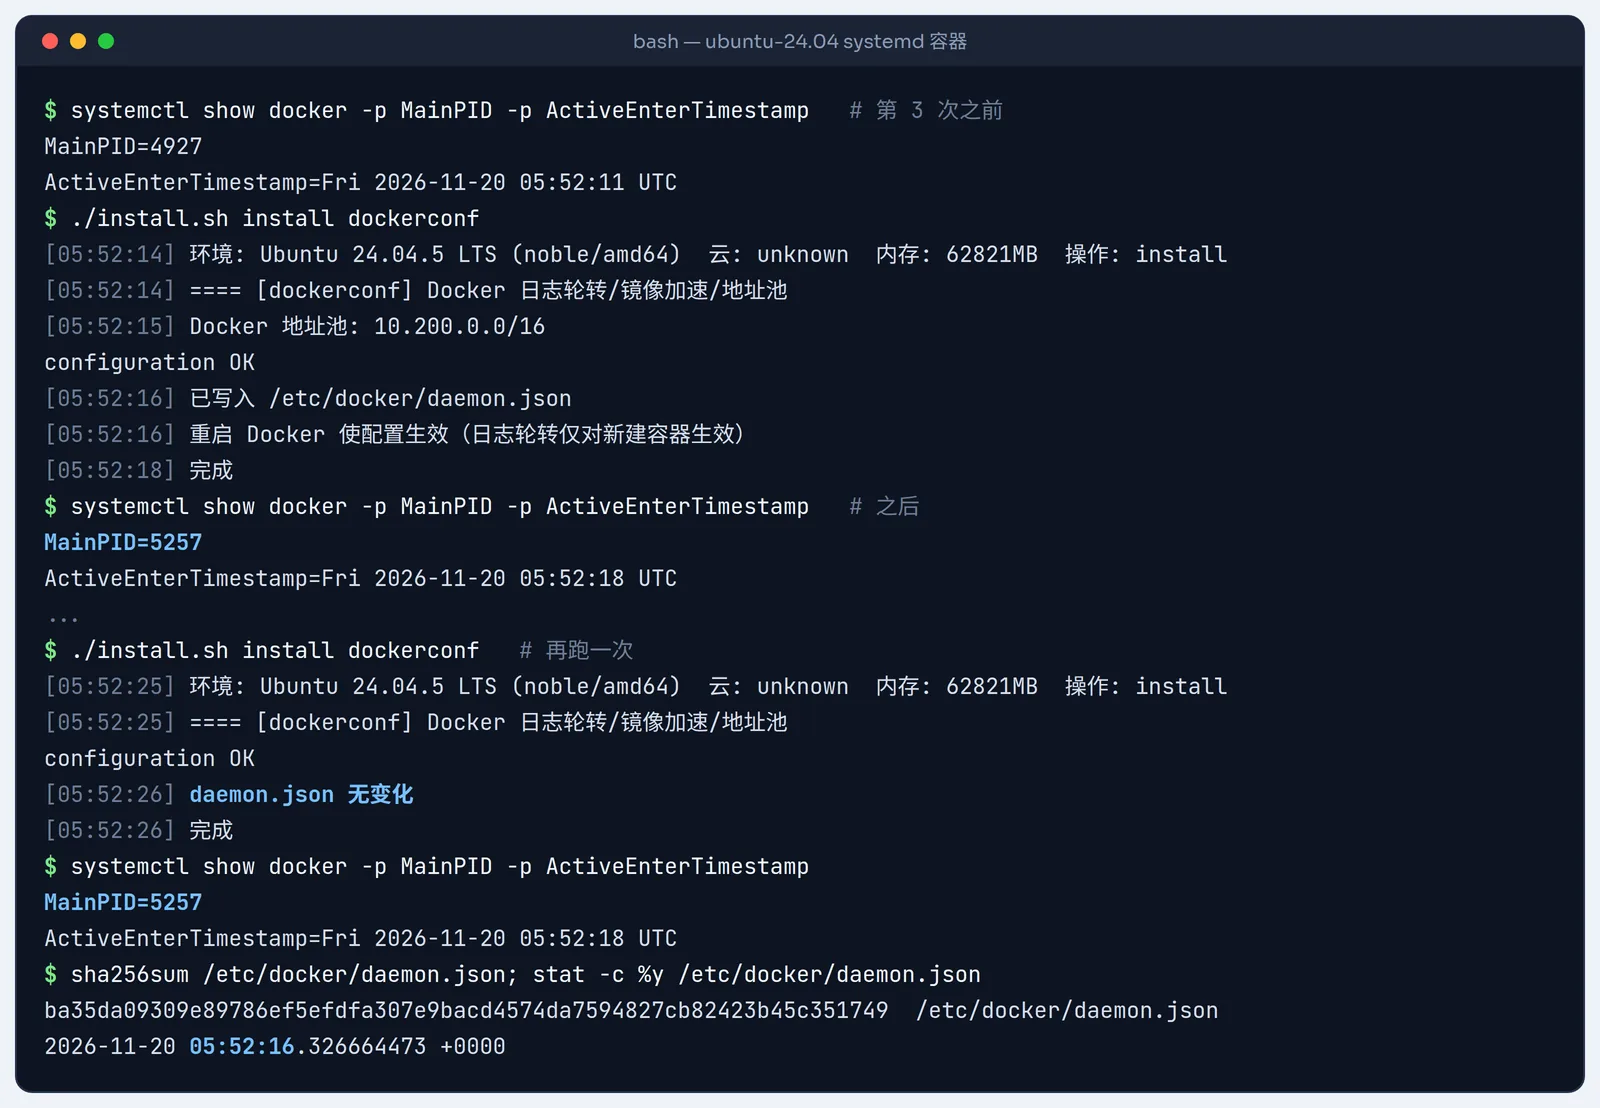 bash — ubuntu-24.04 systemd 容器
$ systemctl show docker -p MainPID -p ActiveEnterTimestamp   # 第 3 次之前
MainPID=4927
ActiveEnterTimestamp=Fri 2026-11-20 05:52:11 UTC
$ ./install.sh install dockerconf
[05:52:14] 环境: Ubuntu 24.04.5 LTS (noble/amd64)  云: unknown  内存: 62821MB  操作: install
[05:52:14] ==== [dockerconf] Docker 日志轮转/镜像加速/地址池
[05:52:15] Docker 地址池: 10.200.0.0/16
configuration OK
[05:52:16] 已写入 /etc/docker/daemon.json
[05:52:16] 重启 Docker 使配置生效（日志轮转仅对新建容器生效）
[05:52:18] 完成
$ systemctl show docker -p MainPID -p ActiveEnterTimestamp   # 之后
MainPID=5257
ActiveEnterTimestamp=Fri 2026-11-20 05:52:18 UTC
...
$ ./install.sh install dockerconf   # 再跑一次
[05:52:25] 环境: Ubuntu 24.04.5 LTS (noble/amd64)  云: unknown  内存: 62821MB  操作: install
[05:52:25] ==== [dockerconf] Docker 日志轮转/镜像加速/地址池
configuration OK
[05:52:26] daemon.json 无变化
[05:52:26] 完成
$ systemctl show docker -p MainPID -p ActiveEnterTimestamp
MainPID=5257
ActiveEnterTimestamp=Fri 2026-11-20 05:52:18 UTC
$ sha256sum /etc/docker/daemon.json; stat -c %y /etc/docker/daemon.json
ba35da09309e89786ef5efdfa307e9bacd4574da7594827cb82423b45c351749  /etc/docker/daemon.json
2026-11-20 05:52:16.326664473 +0000